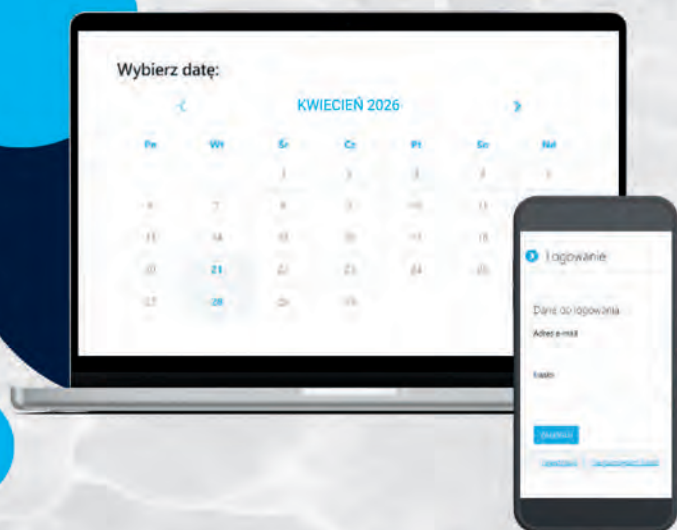 Wybierz datę:
KWIECIEŃ 2026
Pn Wt Śr Cz Pt So Nd
1 2 3 4 5
6 7 8 9 10 11
13 14 15 16 17 18
20 21 22 23 24 25
27 28 29 30
Logowanie
Dane do logowania
Adres e-mail
Hasło